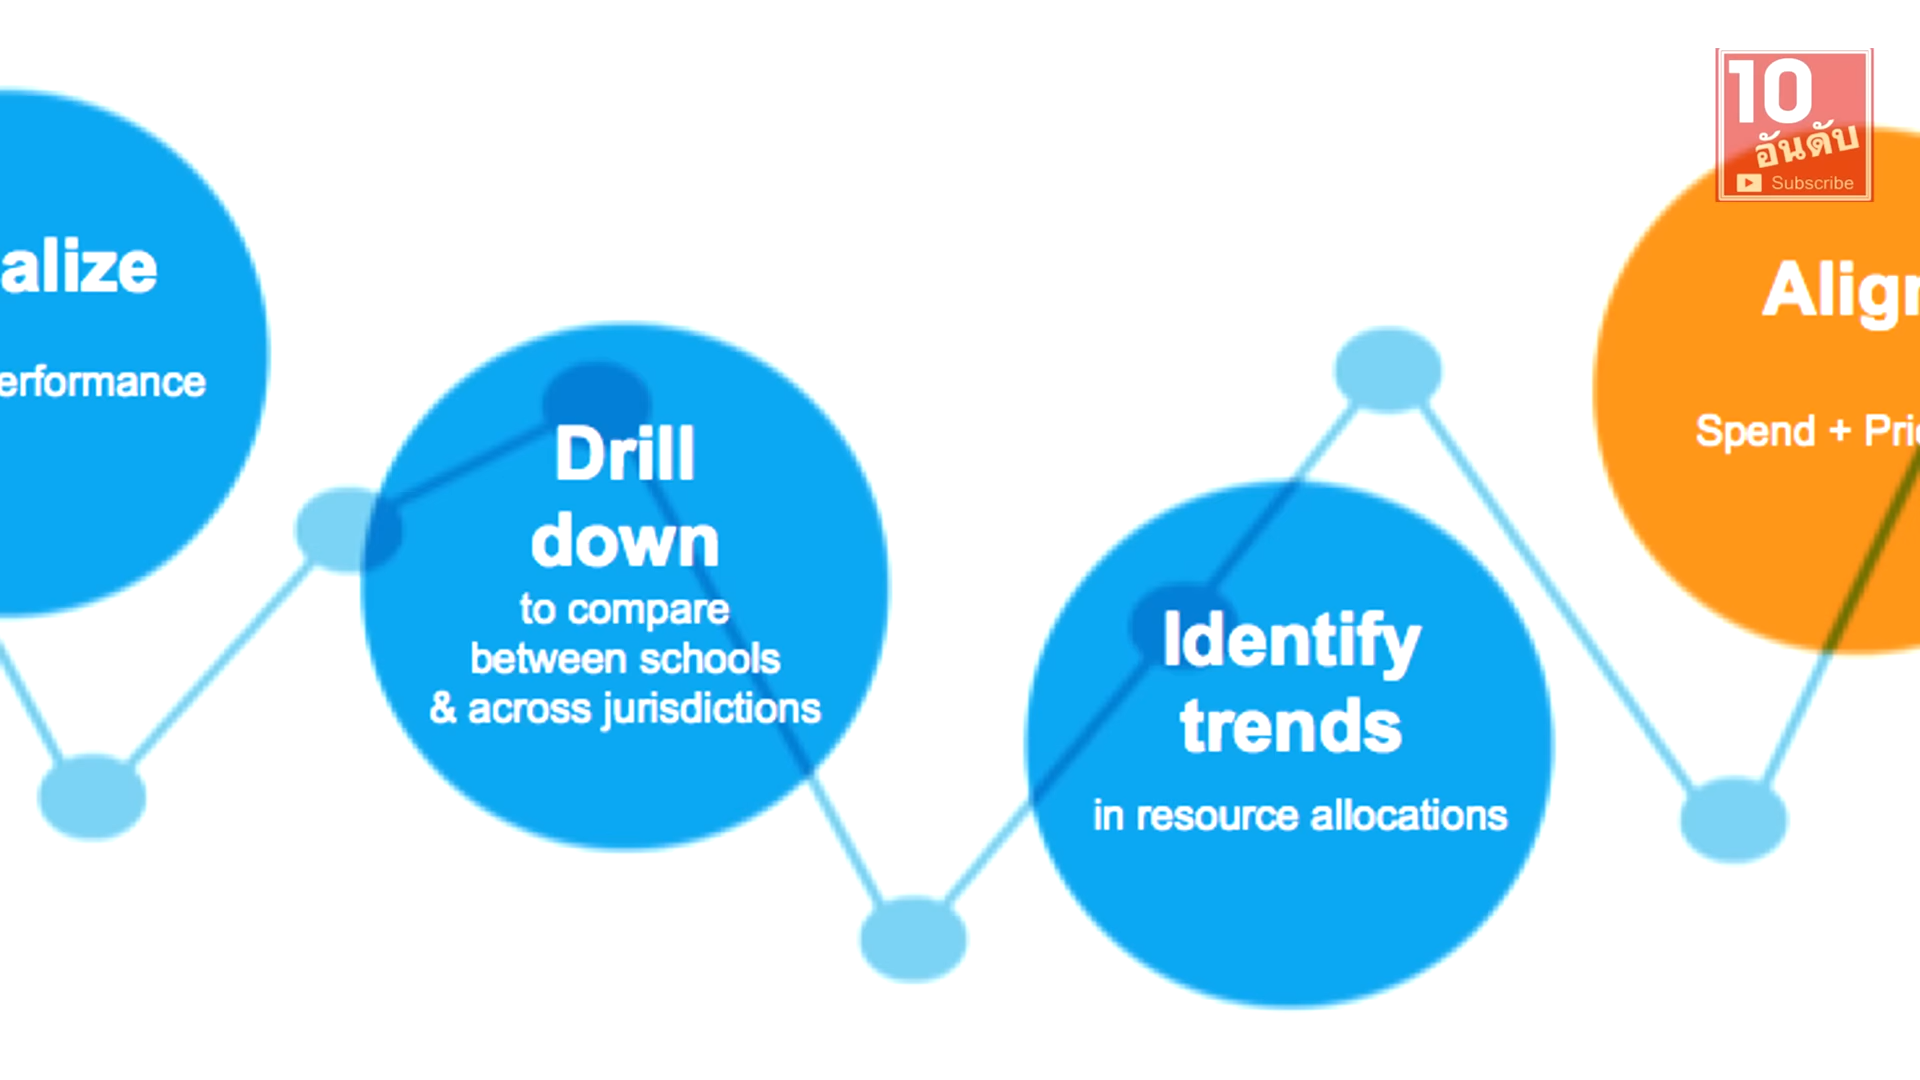 alize
erformance
Drill
down
to compare
between schools
& across jurisdictions
Identify
trends
in resource allocations
Align
Spend + Pri
10
อันดับ
Subscribe